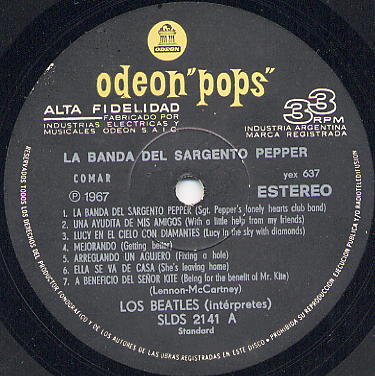 ODEON
odeon"pops"
ALTA FIDELIDAD
FABRICADO POR
INDUSTRIAS ELECTRICAS Y
MUSICALES ODEON S A I C
33 RPM
INDUSTRIA ARGENTINA
MARCA REGISTRADA
LA BANDA DEL SARGENTO PEPPER
COMAR
yex 637
℗ 1967
ESTEREO
1. LA BANDA DEL SARGENTO PEPPER (Sgt. Pepper's lonely hearts club band)
2. UNA AYUDITA DE MIS AMIGOS (With a little help from my friends)
3. LUCY EN EL CIELO CON DIAMANTES (Lucy in the sky with diamonds)
4. MEJORANDO (Getting better)
5. ARREGLANDO UN AGUJERO (Fixing a hole)
6. ELLA SE VA DE CASA (She's leaving home)
7. A BENEFICIO DEL SEÑOR KITE (Being for the benefit of Mr. Kite)
(Lennon-McCartney)
LOS BEATLES (intérpretes)
SLDS 2141 A
Standard
RESERVADOS TODOS LOS DERECHOS DEL PRODUCTOR FONOGRAFICO Y DE LOS AUTORES DE LAS OBRAS REGISTRADAS EN ESTE DISCO • PROHIBIDA SU REPRODUCCION, EJECUCION PUBLICA Y/O RADIOTELEDIFUSION